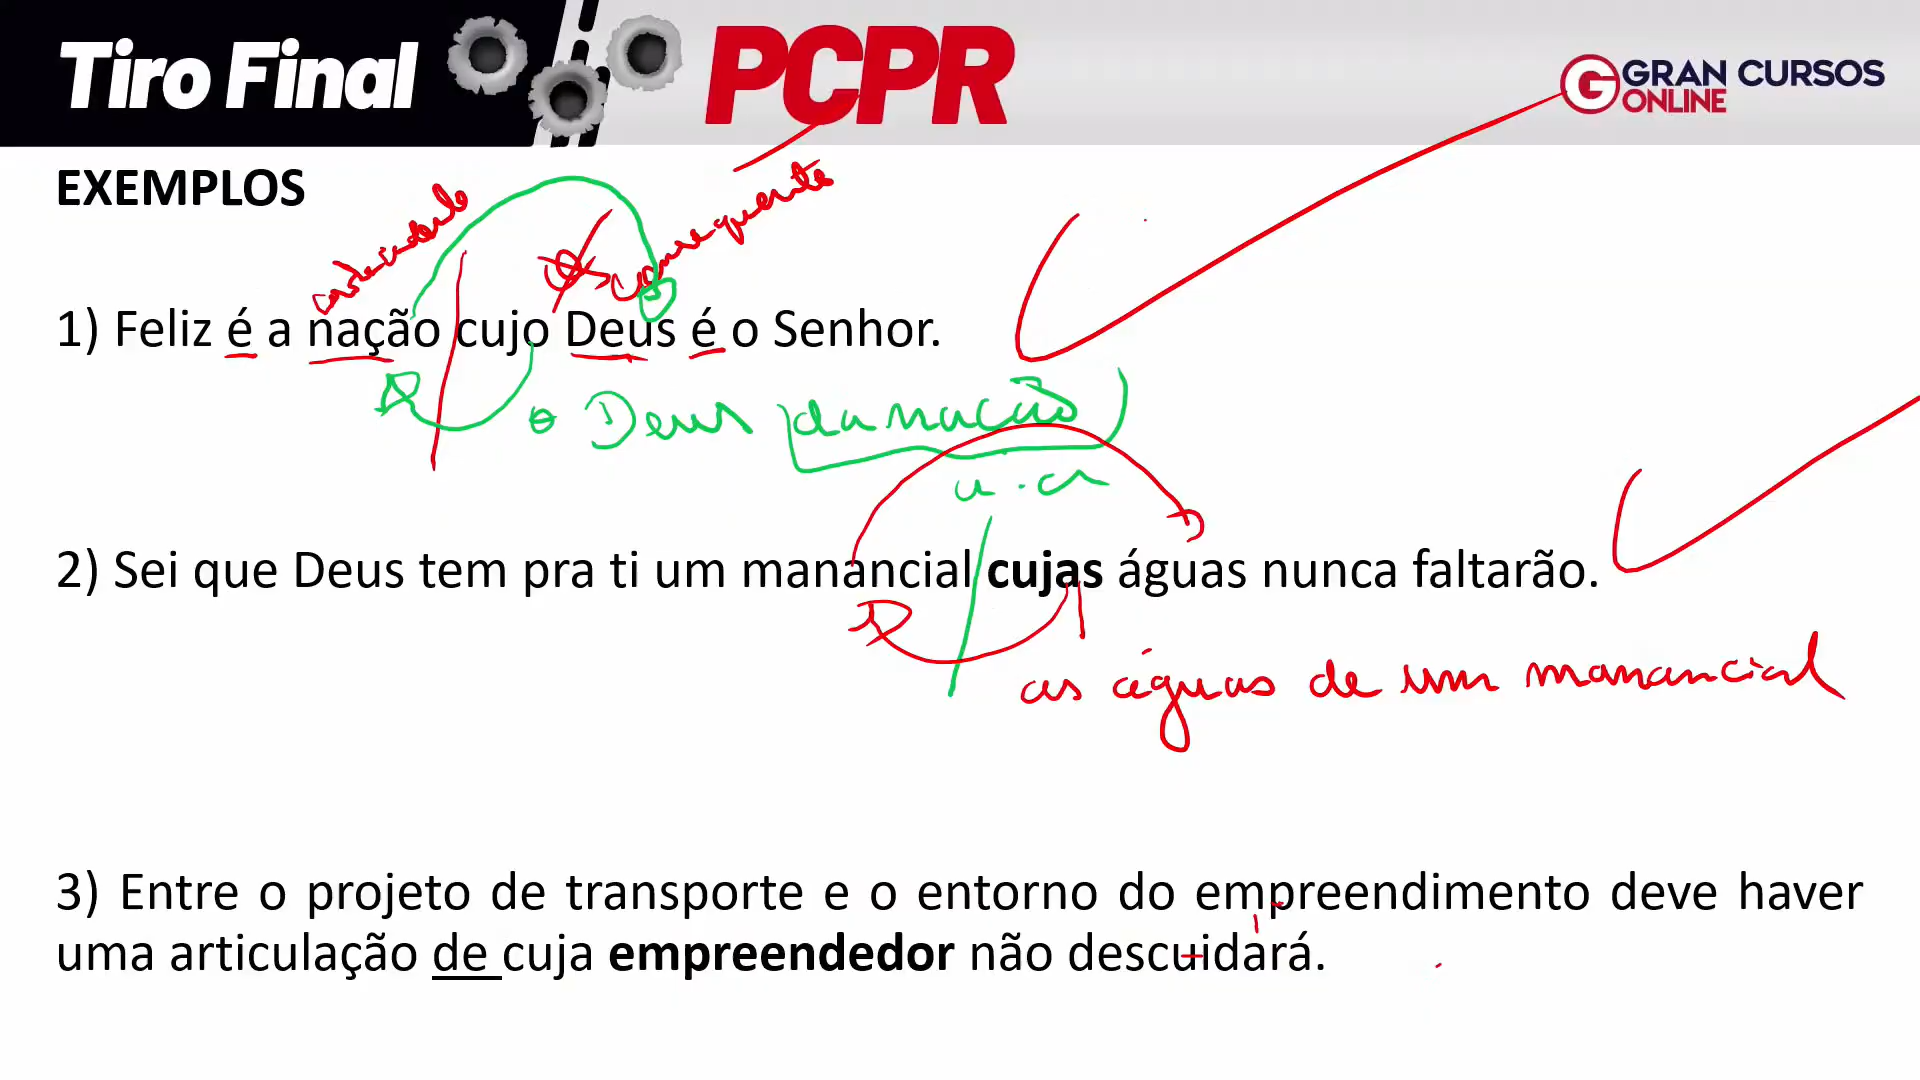 Tiro Final
PCPR
GRAN CURSOS
ONLINE
EXEMPLOS
antecedente
consequente
1) Feliz é a nação cujo Deus é o Senhor.
o Deus da nação
a.a
2) Sei que Deus tem pra ti um manancial cujas águas nunca faltarão.
as águas de um manancial
3) Entre o projeto de transporte e o entorno do empreendimento deve haver
uma articulação de cuja empreendedor não descuidará.